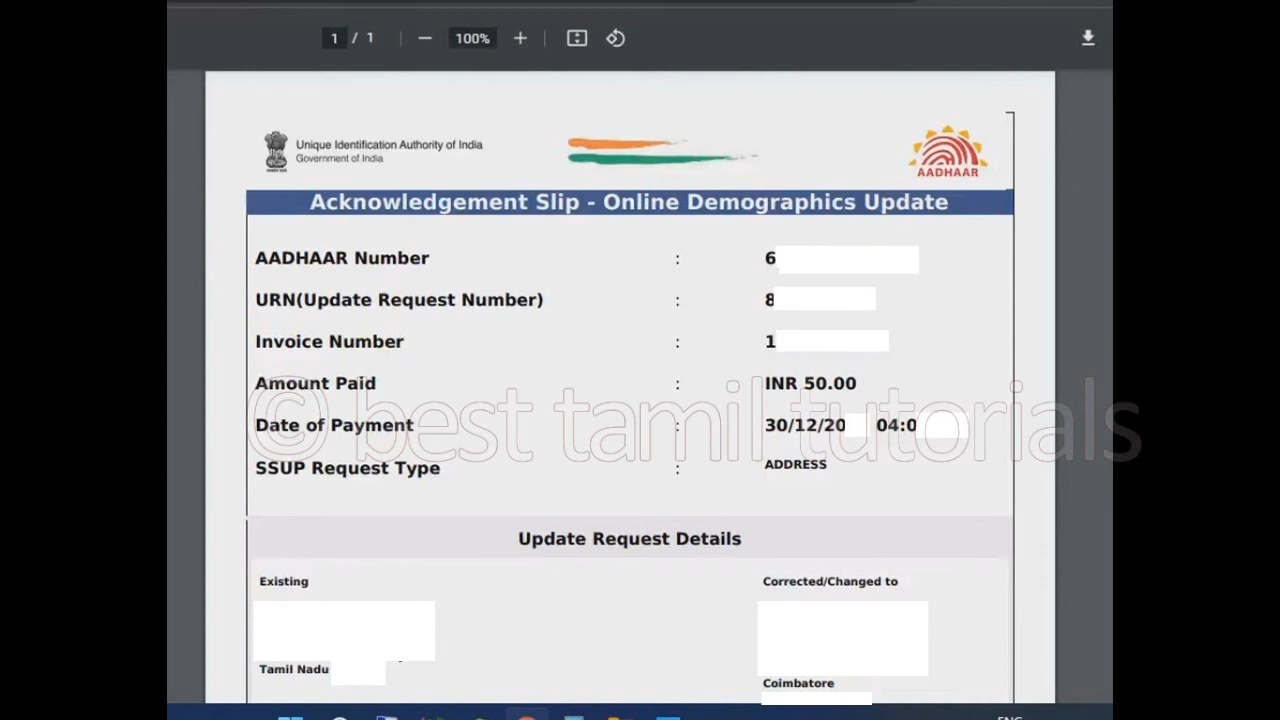 1 / 1 100%
Unique Identification Authority of India
Government of India
AADHAAR
Acknowledgement Slip - Online Demographics Update
AADHAAR Number : 6
URN(Update Request Number) : 8
Invoice Number : 1
Amount Paid : INR 50.00
© best tamil tutorials
Date of Payment : 30/12/20 04:0
SSUP Request Type : ADDRESS
Update Request Details
Existing Corrected/Changed to
Tamil Nadu
Coimbatore
ENG